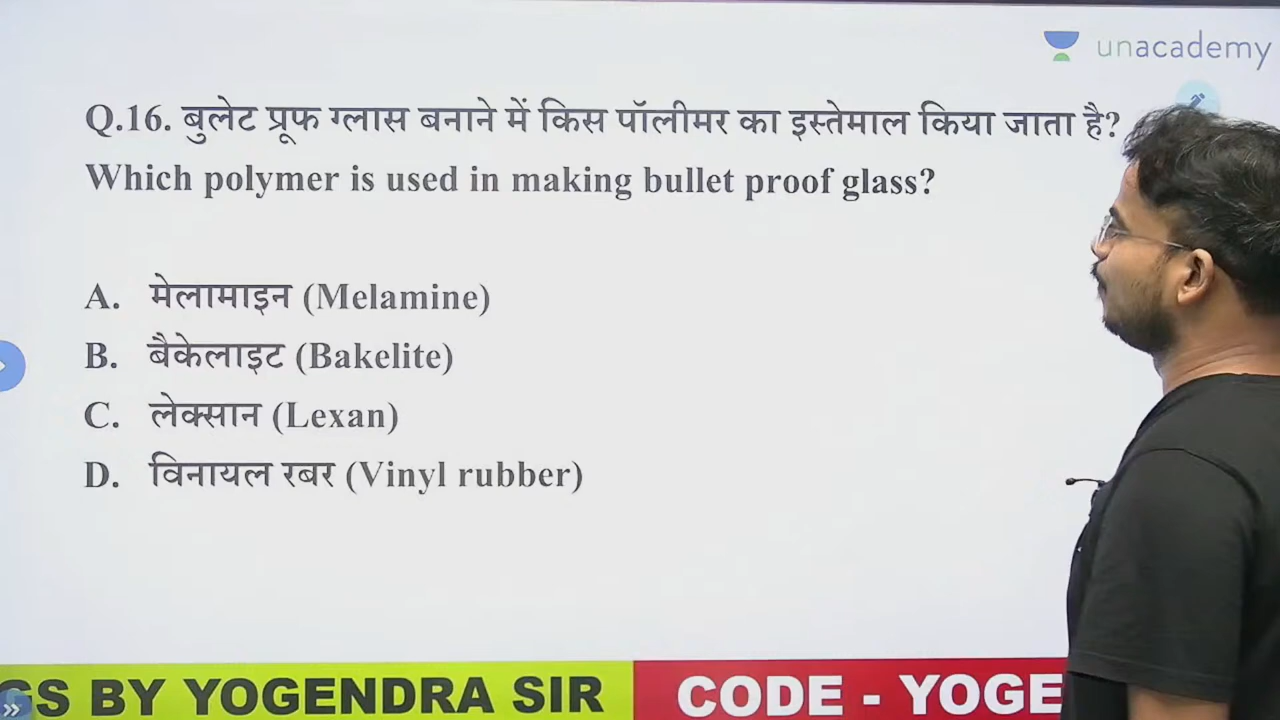 unacademy
Q.16. बुलेट प्रूफ ग्लास बनाने में किस पॉलीमर का इस्तेमाल किया जाता है?
Which polymer is used in making bullet proof glass?
A. मेलामाइन (Melamine)
B. बैकेलाइट (Bakelite)
C. लेक्सान (Lexan)
D. विनायल रबर (Vinyl rubber)
GS BY YOGENDRA SIR
CODE - YOGE